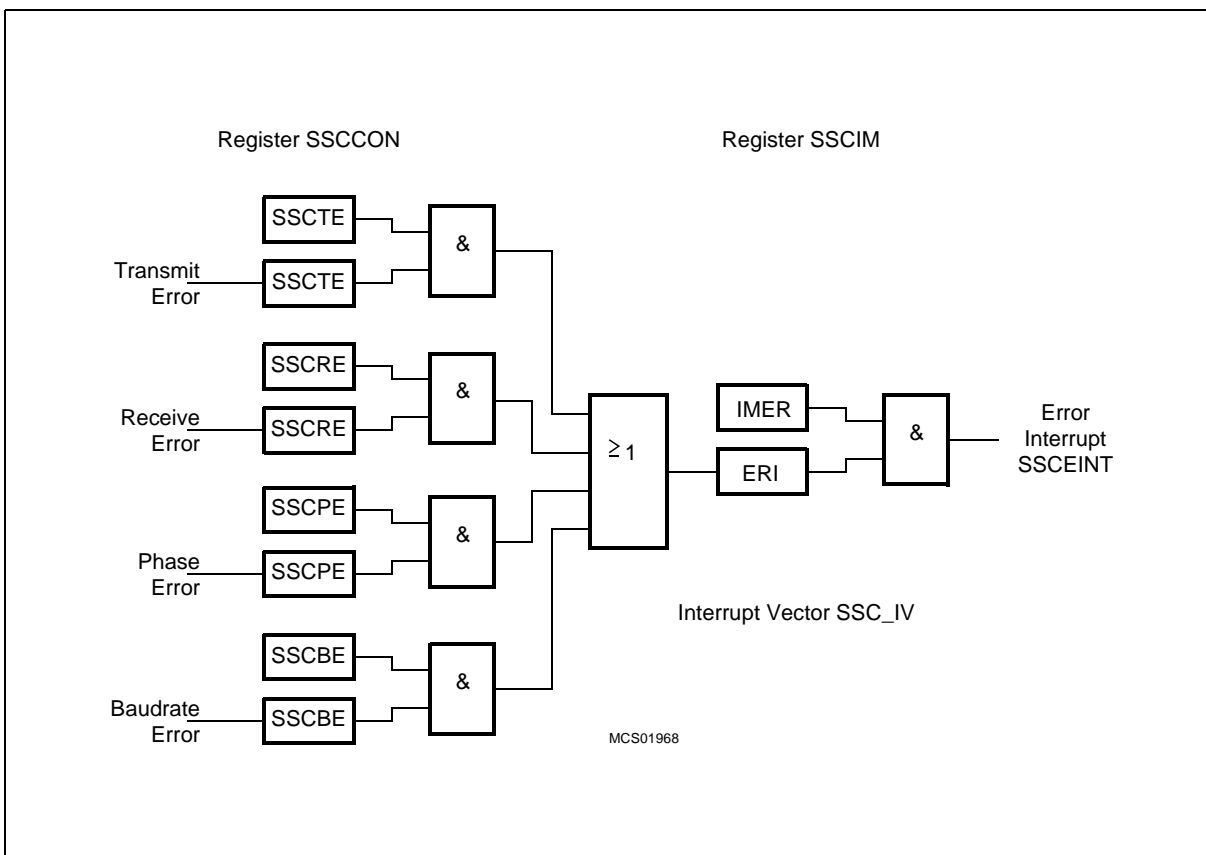 Register SSCCON
Register SSCIM
SSCTE
&
Transmit
Error
SSCTE
SSCRE
&
Receive
Error
SSCRE
≥ 1
IMER
&
ERI
Error
Interrupt
SSCEINT
SSCPE
&
Phase
Error
SSCPE
Interrupt Vector SSC_IV
SSCBE
&
Baudrate
Error
SSCBE
MCS01968